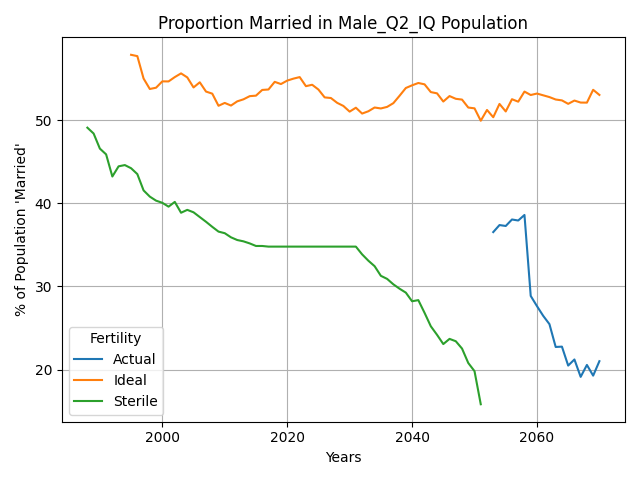 Proportion Married in Male_Q2_IQ Population
% of Population 'Married'
50
40
30
20
Fertility
Actual
Ideal
Sterile
2000 2020 2040 2060
Years